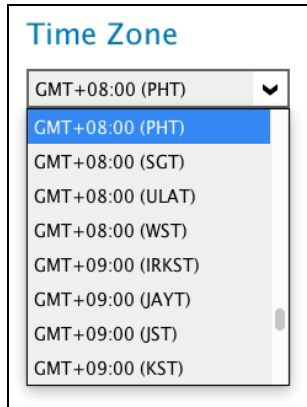 Time Zone
GMT+08:00 (PHT)
GMT+08:00 (PHT)
GMT+08:00 (SGT)
GMT+08:00 (ULAT)
GMT+08:00 (WST)
GMT+09:00 (IRKST)
GMT+09:00 (JAYT)
GMT+09:00 (JST)
GMT+09:00 (KST)